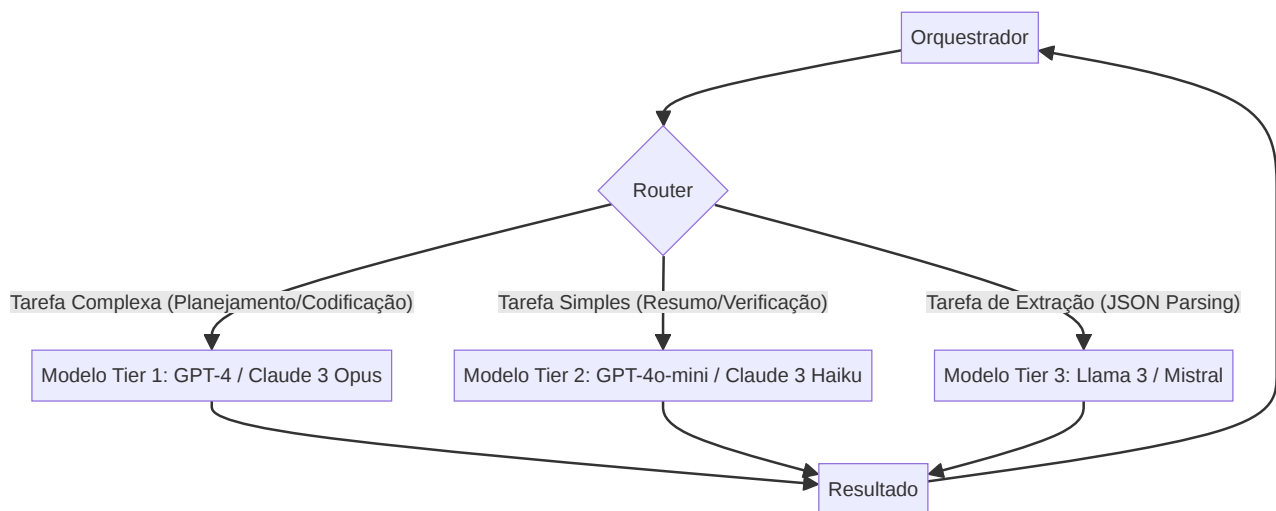 Orquestrador
Router
Tarefa Complexa (Planejamento/Codificação)
Tarefa Simples (Resumo/Verificação)
Tarefa de Extração (JSON Parsing)
Modelo Tier 1: GPT-4 / Claude 3 Opus
Modelo Tier 2: GPT-4o-mini / Claude 3 Haiku
Modelo Tier 3: Llama 3 / Mistral
Resultado